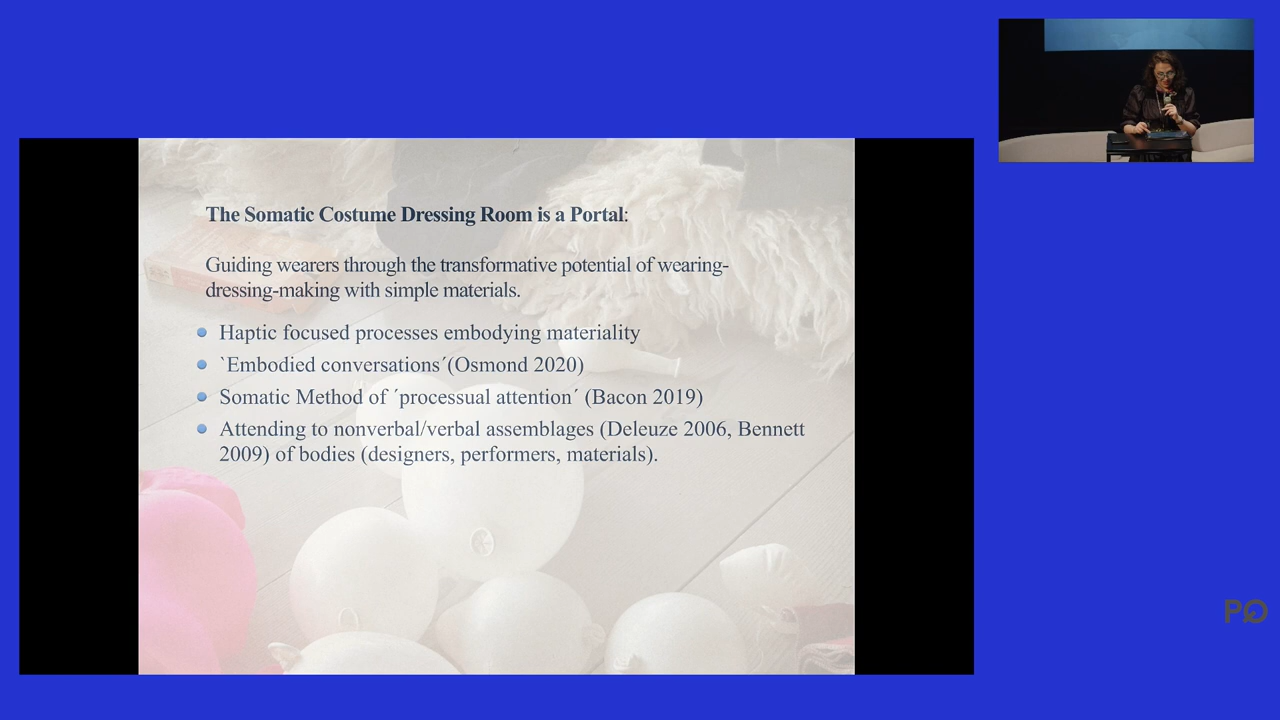 The Somatic Costume Dressing Room is a Portal:
Guiding wearers through the transformative potential of wearing-
dressing-making with simple materials.
Haptic focused processes embodying materiality
`Embodied conversations´(Osmond 2020)
Somatic Method of ´processual attention´ (Bacon 2019)
Attending to nonverbal/verbal assemblages (Deleuze 2006, Bennett
2009) of bodies (designers, performers, materials).
PQ